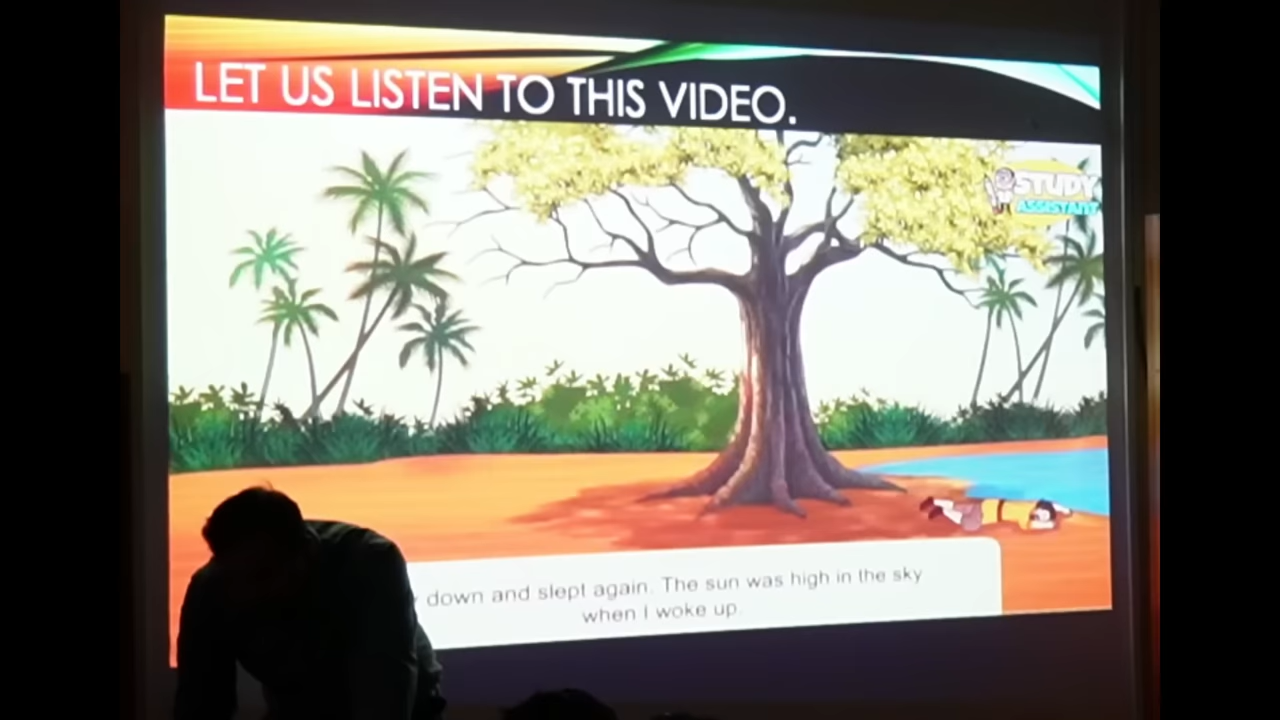 LET US LISTEN TO THIS VIDEO.
STUDY
ASSISTANT
down and slept again. The sun was high in the sky
when I woke up.